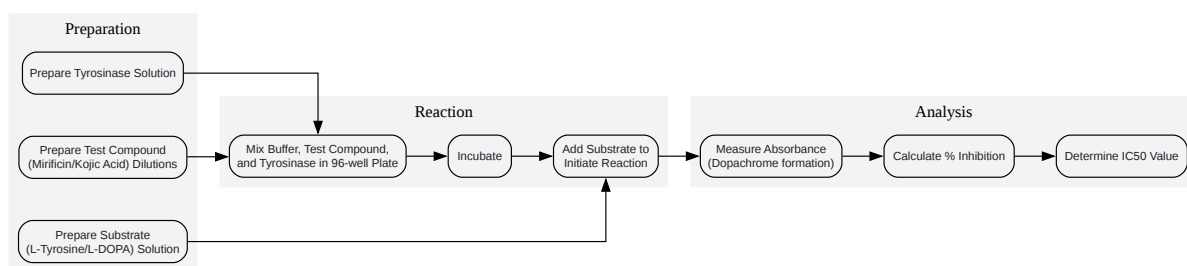 Preparation
Prepare Tyrosinase Solution
Prepare Test Compound
(Mirificin/Kojic Acid) Dilutions
Prepare Substrate
(L-Tyrosine/L-DOPA) Solution
Reaction
Mix Buffer, Test Compound,
and Tyrosinase in 96-well Plate
Incubate
Add Substrate to
Initiate Reaction
Analysis
Measure Absorbance
(Dopachrome formation)
Calculate % Inhibition
Determine IC50 Value